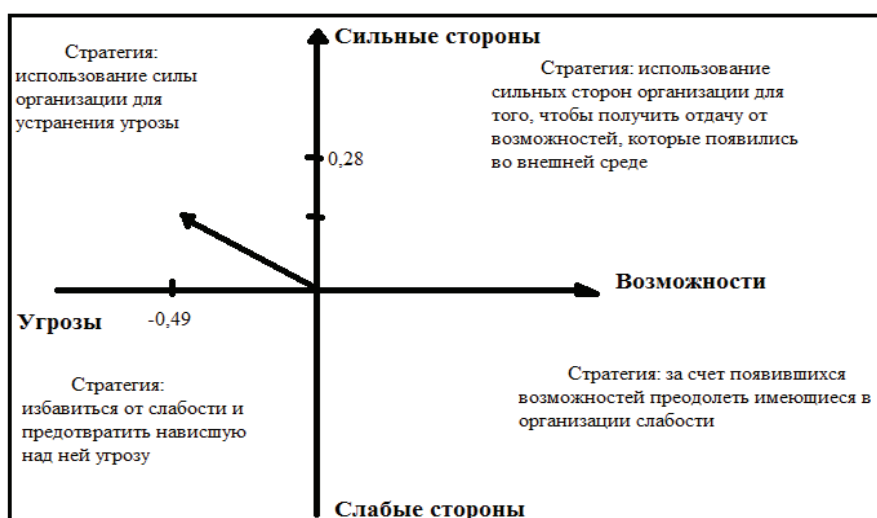 Сильные стороны
Стратегия:
использование силы
организации для
устранения угрозы
Стратегия: использование
сильных сторон организации для
того, чтобы получить отдачу от
возможностей, которые появились
во внешней среде
0,28
Возможности
Угрозы
-0,49
Стратегия:
избавиться от слабости и
предотвратить нависшую
над ней угрозу
Стратегия: за счет появившихся
возможностей преодолеть имеющиеся в
организации слабости
Слабые стороны